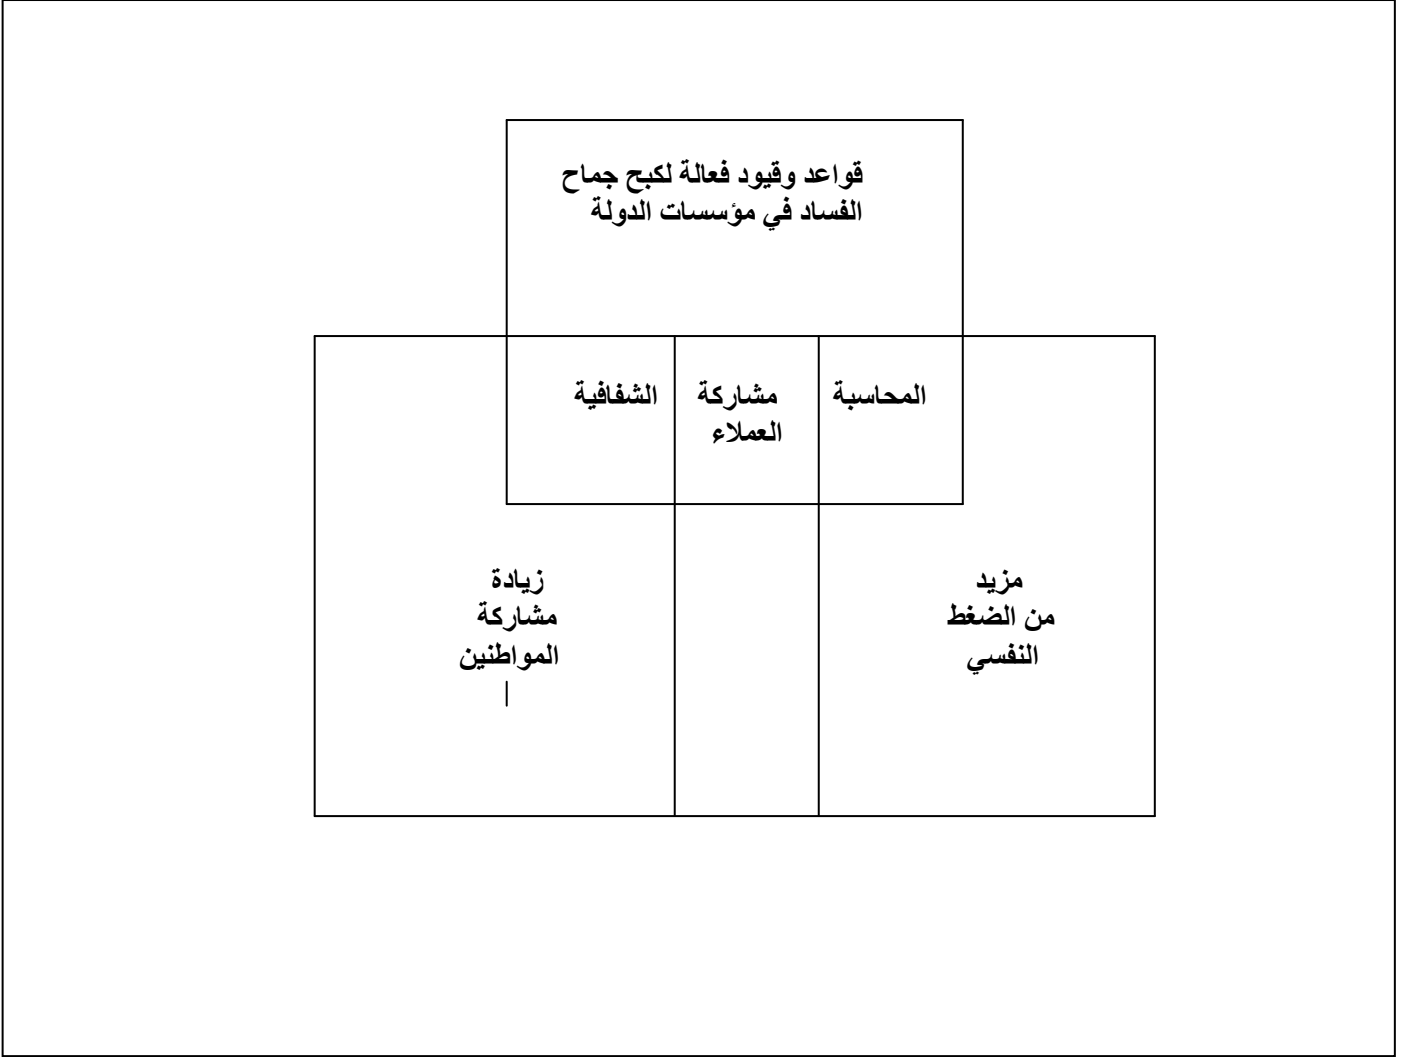 قواعد وقيود فعالة لكبح جماح
الفساد في مؤسسات الدولة
المحاسبة
مشاركة
العملاء
الشفافية
مزيد
من الضغط
النفسي
زيادة
مشاركة
المواطنين